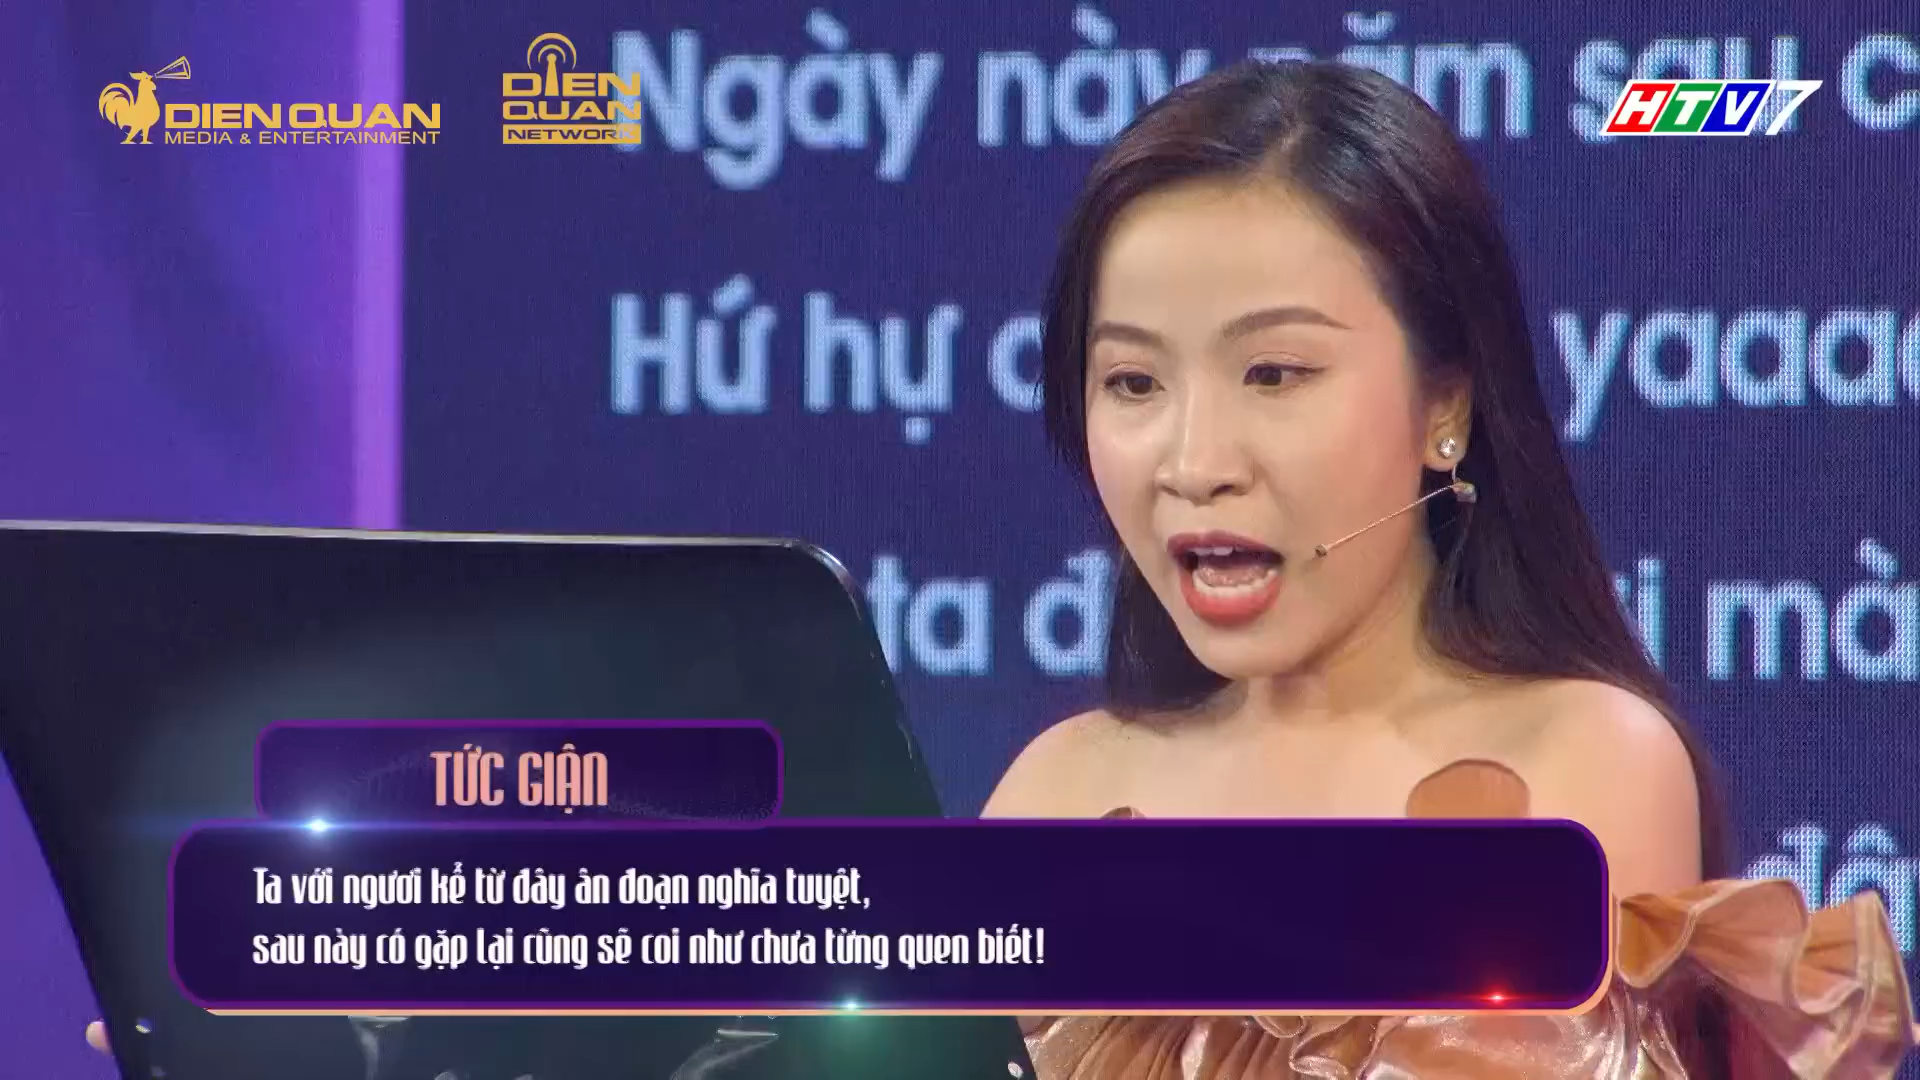 DIEN QUAN
MEDIA & ENTERTAINMENT
DIEN
QUAN
NETWORK
HTV7
Ngày này năm sau
Hứ hự
yaaa
ta
mà
TỨC GIẬN
Ta với ngươi kể từ đây ân đoạn nghĩa tuyệt,
sau này có gặp lại cũng sẽ coi như chưa từng quen biết!